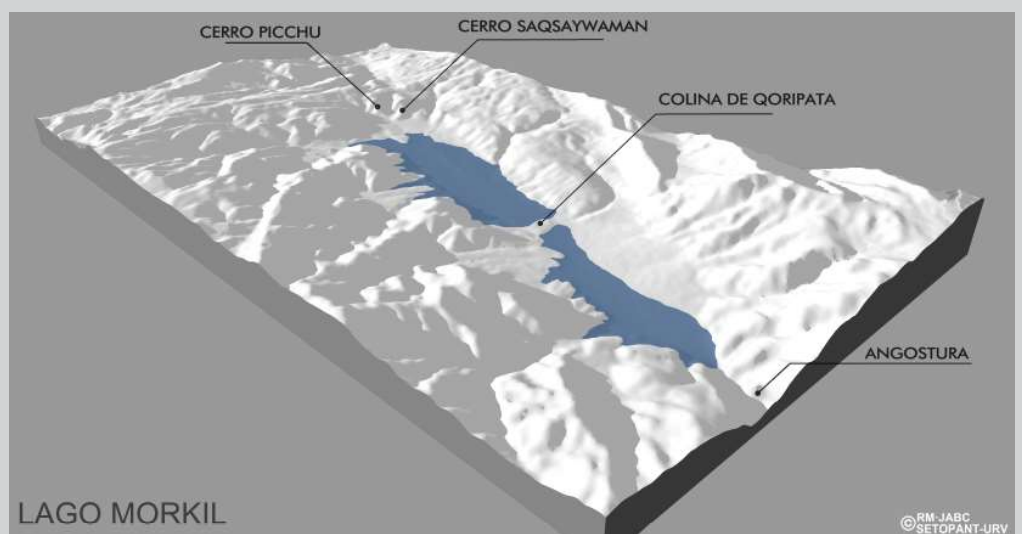 CERRO PICCHU
CERRO SAQSAYWAMAN
COLINA DE QORIPATA
ANGOSTURA
LAGO MORKIL
©RM-JABC
SETOPANT-URV